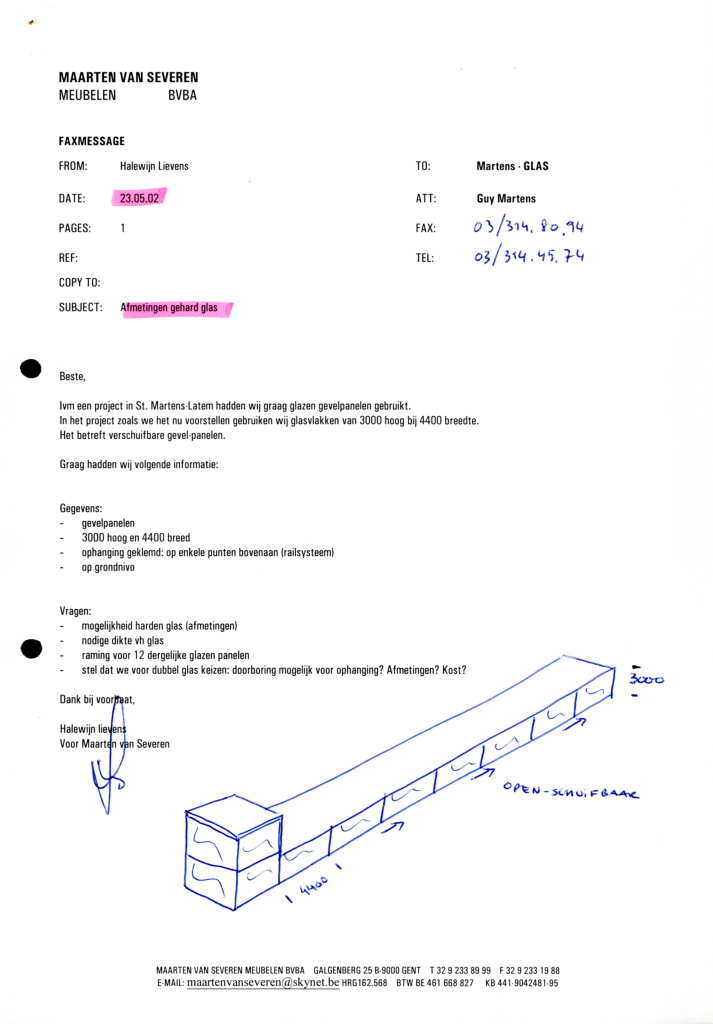 MAARTEN VAN SEVEREN
MEUBELEN BVBA
FAXMESSAGE
FROM: Halewijn Lievens TO: Martens - GLAS
DATE: 23.05.02 ATT: Guy Martens
PAGES: 1 FAX: 03/314.80.94
REF: TEL: 03/314.45.74
COPY TO:
SUBJECT: Afmetingen gehard glas
Beste,
Ivm een project in St. Martens-Latem hadden wij graag glazen gevelpanelen gebruikt.
In het project zoals we het nu voorstellen gebruiken wij glasvlakken van 3000 hoog bij 4400 breedte.
Het betreft verschuifbare gevel-panelen.
Graag hadden wij volgende informatie:
Gegevens:
- gevelpanelen
- 3000 hoog en 4400 breed
- ophanging geklemd: op enkele punten bovenaan (railsysteem)
- op grondnivo
Vragen:
- mogelijkheid harden glas (afmetingen)
- nodige dikte vh glas
- raming voor 12 dergelijke glazen panelen
- stel dat we voor dubbel glas keizen: doorboring mogelijk voor ophanging? Afmetingen? Kost?
3000
Dank bij voorbaat,
Halewijn lievens
Voor Maarten van Severen
OPEN-SCHUIFBAAR
4400
MAARTEN VAN SEVEREN MEUBELEN BVBA GALGENBERG 25 B-9000 GENT T 32 9 233 89 99 F 32 9 233 19 88
E-MAIL: maartenvanseveren@skynet.be HRG162.568 BTW BE 461 668 827 KB 441-9042481-95